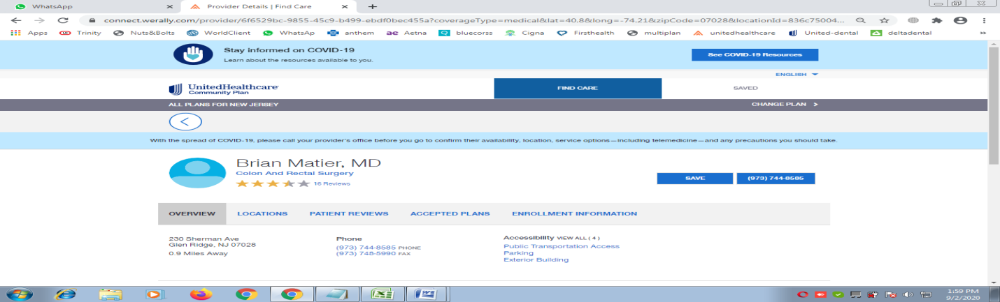 WhatsApp
Provider Details | Find Care
connect.werally.com/provider/6f6529bc-9855-45c9-b499-ebdf0bec455a?coverageType=medical&lat=40.8&long=-74.21&zipCode=07028&locationId=836c75004...
Apps Trinity Nuts&Bolts WorldClient WhatsAp anthem Aetna bluecorss Cigna Firsthealth multiplan unitedhealthcare United-dental deltadental »
Stay informed on COVID-19
Learn about the resources available to you.
See COVID-19 Resources
ENGLISH
UnitedHealthcare
Community Plan
FIND CARE
SAVED
ALL PLANS FOR NEW JERSEY
CHANGE PLAN >
With the spread of COVID-19, please call your provider's office before you go to confirm their availability, location, service options—including telemedicine—and any precautions you should take.
Brian Matier, MD
Colon And Rectal Surgery
16 Reviews
SAVE
(973) 744-8585
OVERVIEW LOCATIONS PATIENT REVIEWS ACCEPTED PLANS ENROLLMENT INFORMATION
230 Sherman Ave
Glen Ridge, NJ 07028
0.9 Miles Away
Phone
(973) 744-8585 PHONE
(973) 748-5990 FAX
Accessibility VIEW ALL ( 4 )
Public Transportation Access
Parking
Exterior Building
1:59 PM
9/2/2020